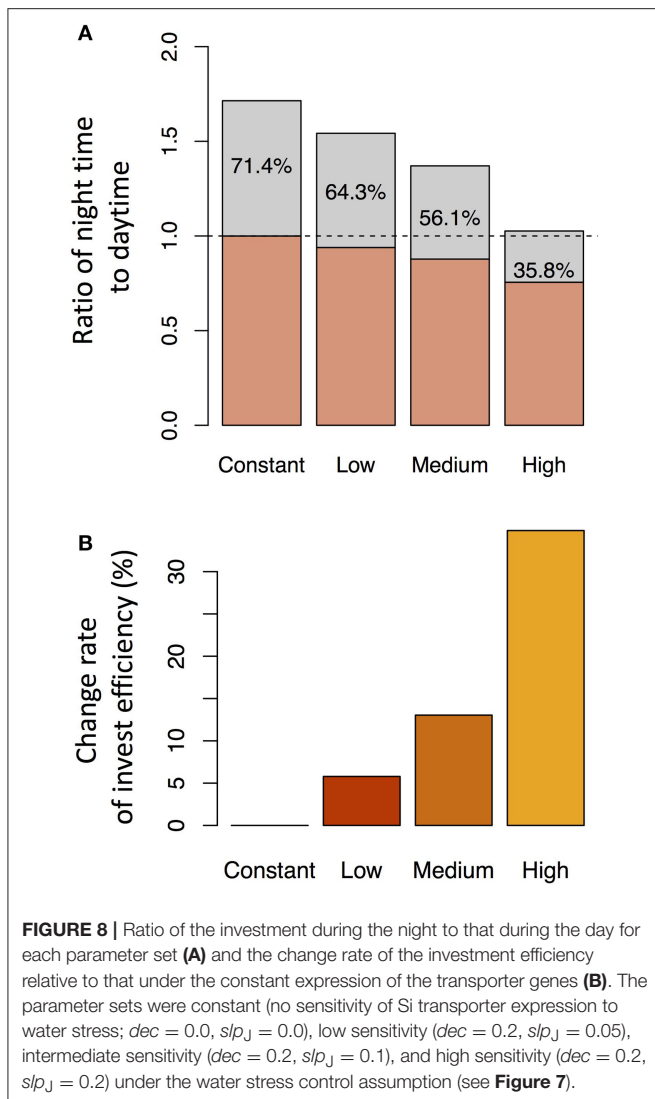 A
Ratio of night time
to daytime
2.0
1.5
1.0
0.5
0.0
71.4%
64.3%
56.1%
35.8%
Constant Low Medium High
B
Change rate
of invest efficiency (%)
30
20
10
5
0
Constant Low Medium High
FIGURE 8 | Ratio of the investment during the night to that during the day for
each parameter set (A) and the change rate of the investment efficiency
relative to that under the constant expression of the transporter genes (B). The
parameter sets were constant (no sensitivity of Si transporter expression to
water stress; dec = 0.0, slpJ = 0.0), low sensitivity (dec = 0.2, slpJ = 0.05),
intermediate sensitivity (dec = 0.2, slpJ = 0.1), and high sensitivity (dec = 0.2,
slpJ = 0.2) under the water stress control assumption (see Figure 7).